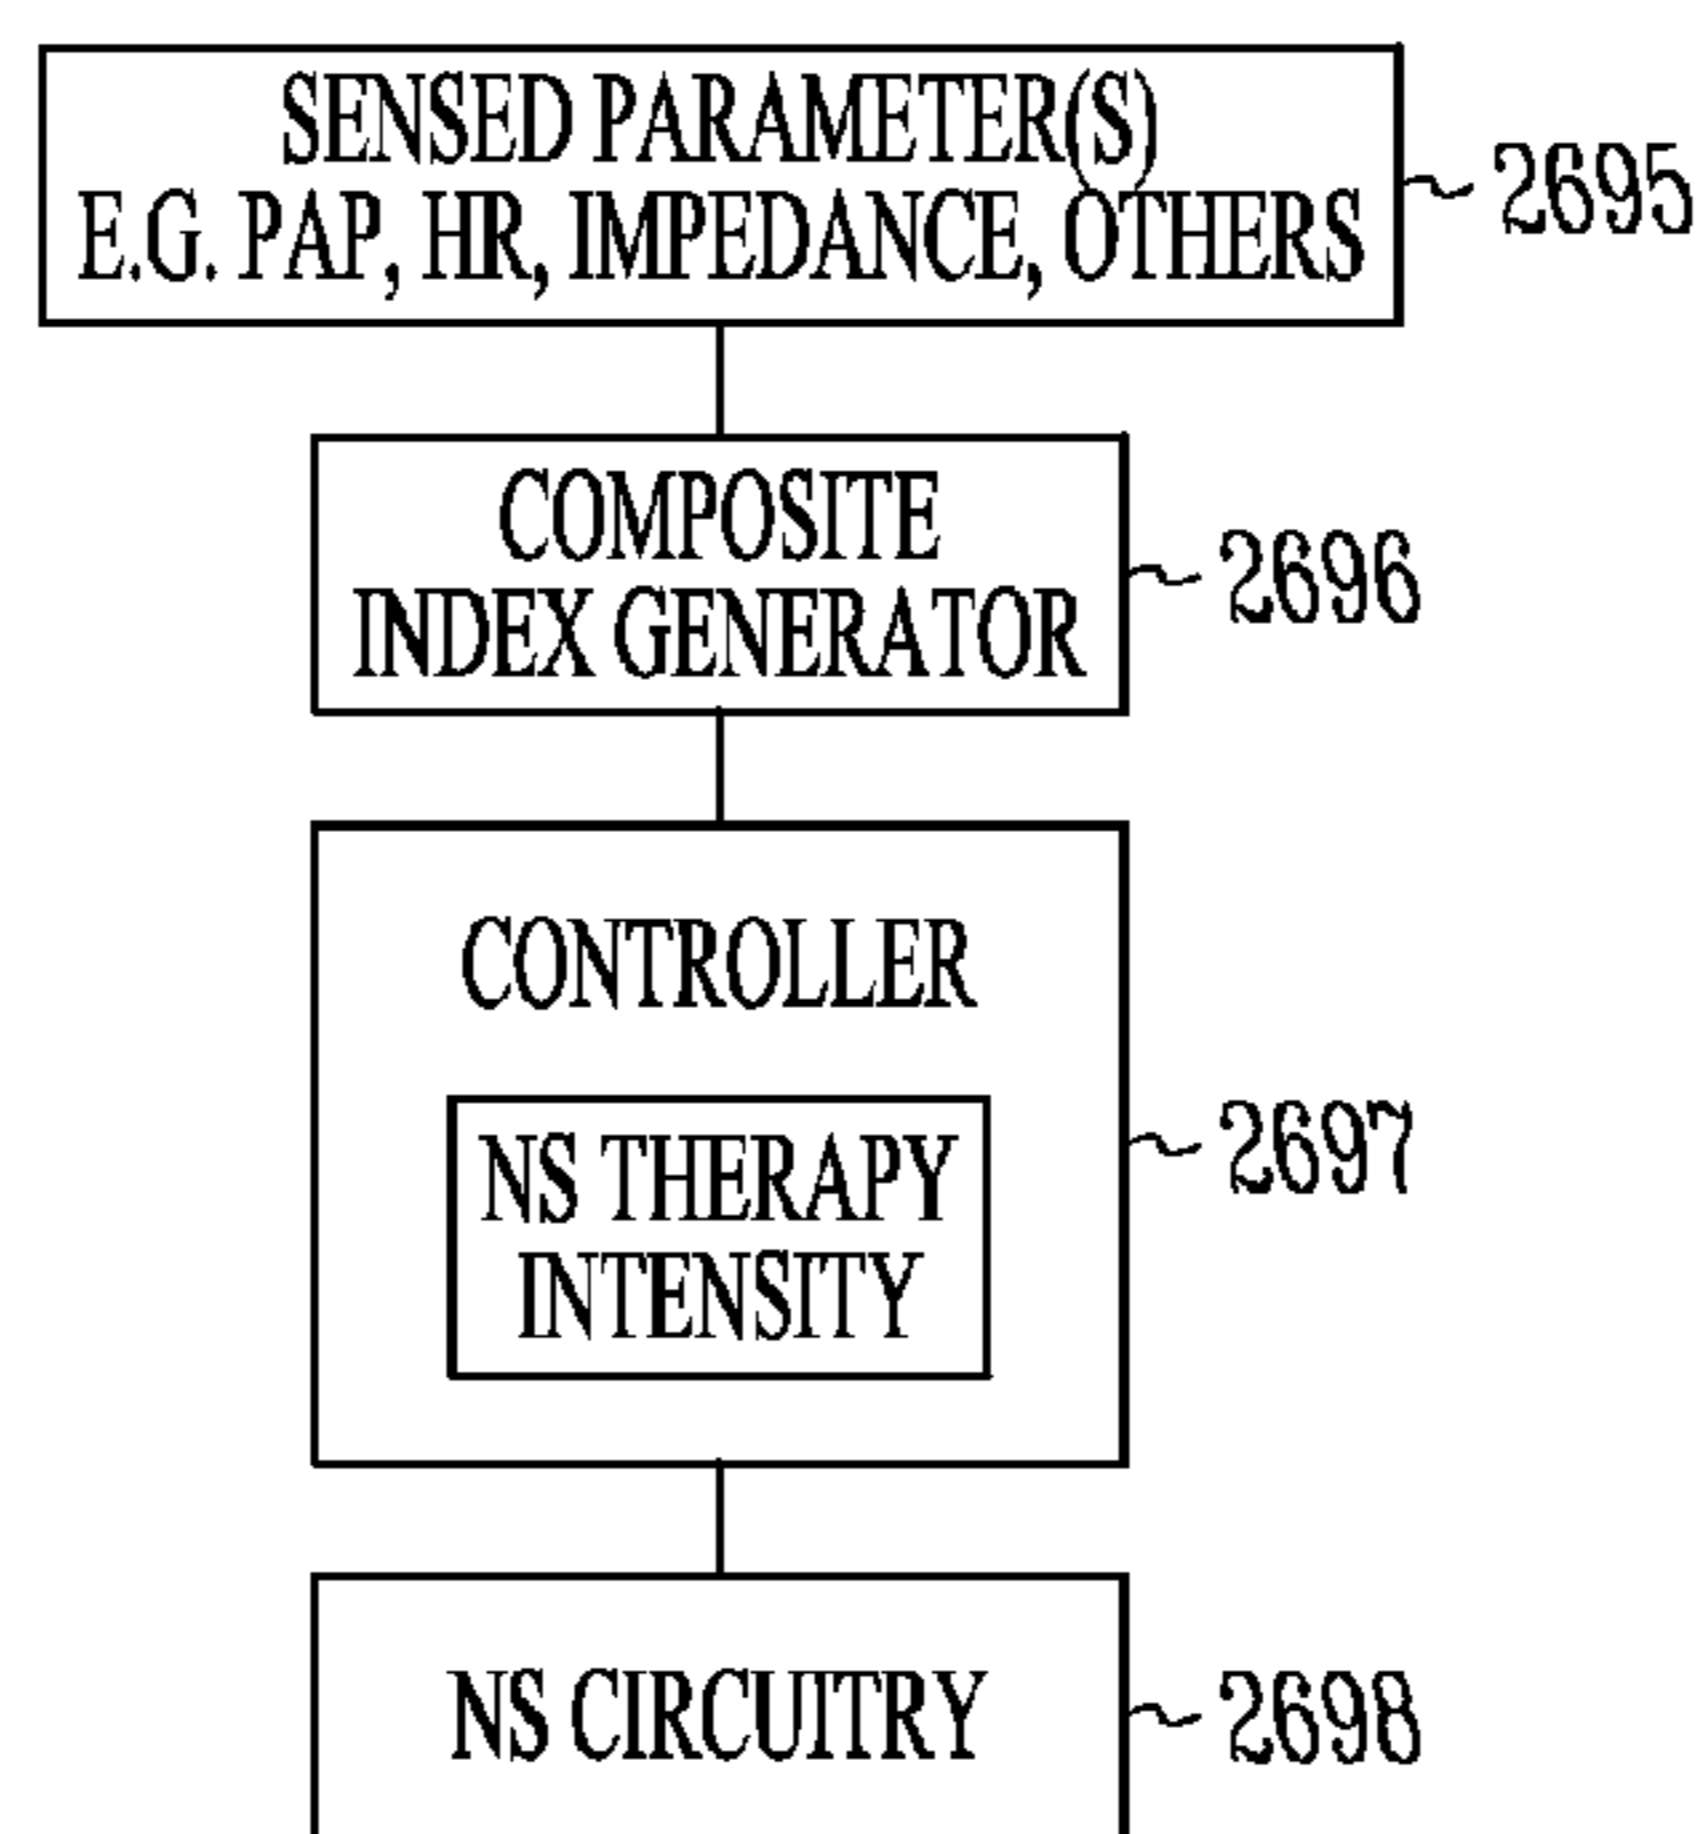 SENSED PARAMETER(S)
E.G. PAP, HR, IMPEDANCE, OTHERS
2695
COMPOSITE
INDEX GENERATOR
2696
CONTROLLER
NS THERAPY
INTENSITY
2697
NS CIRCUITRY
2698